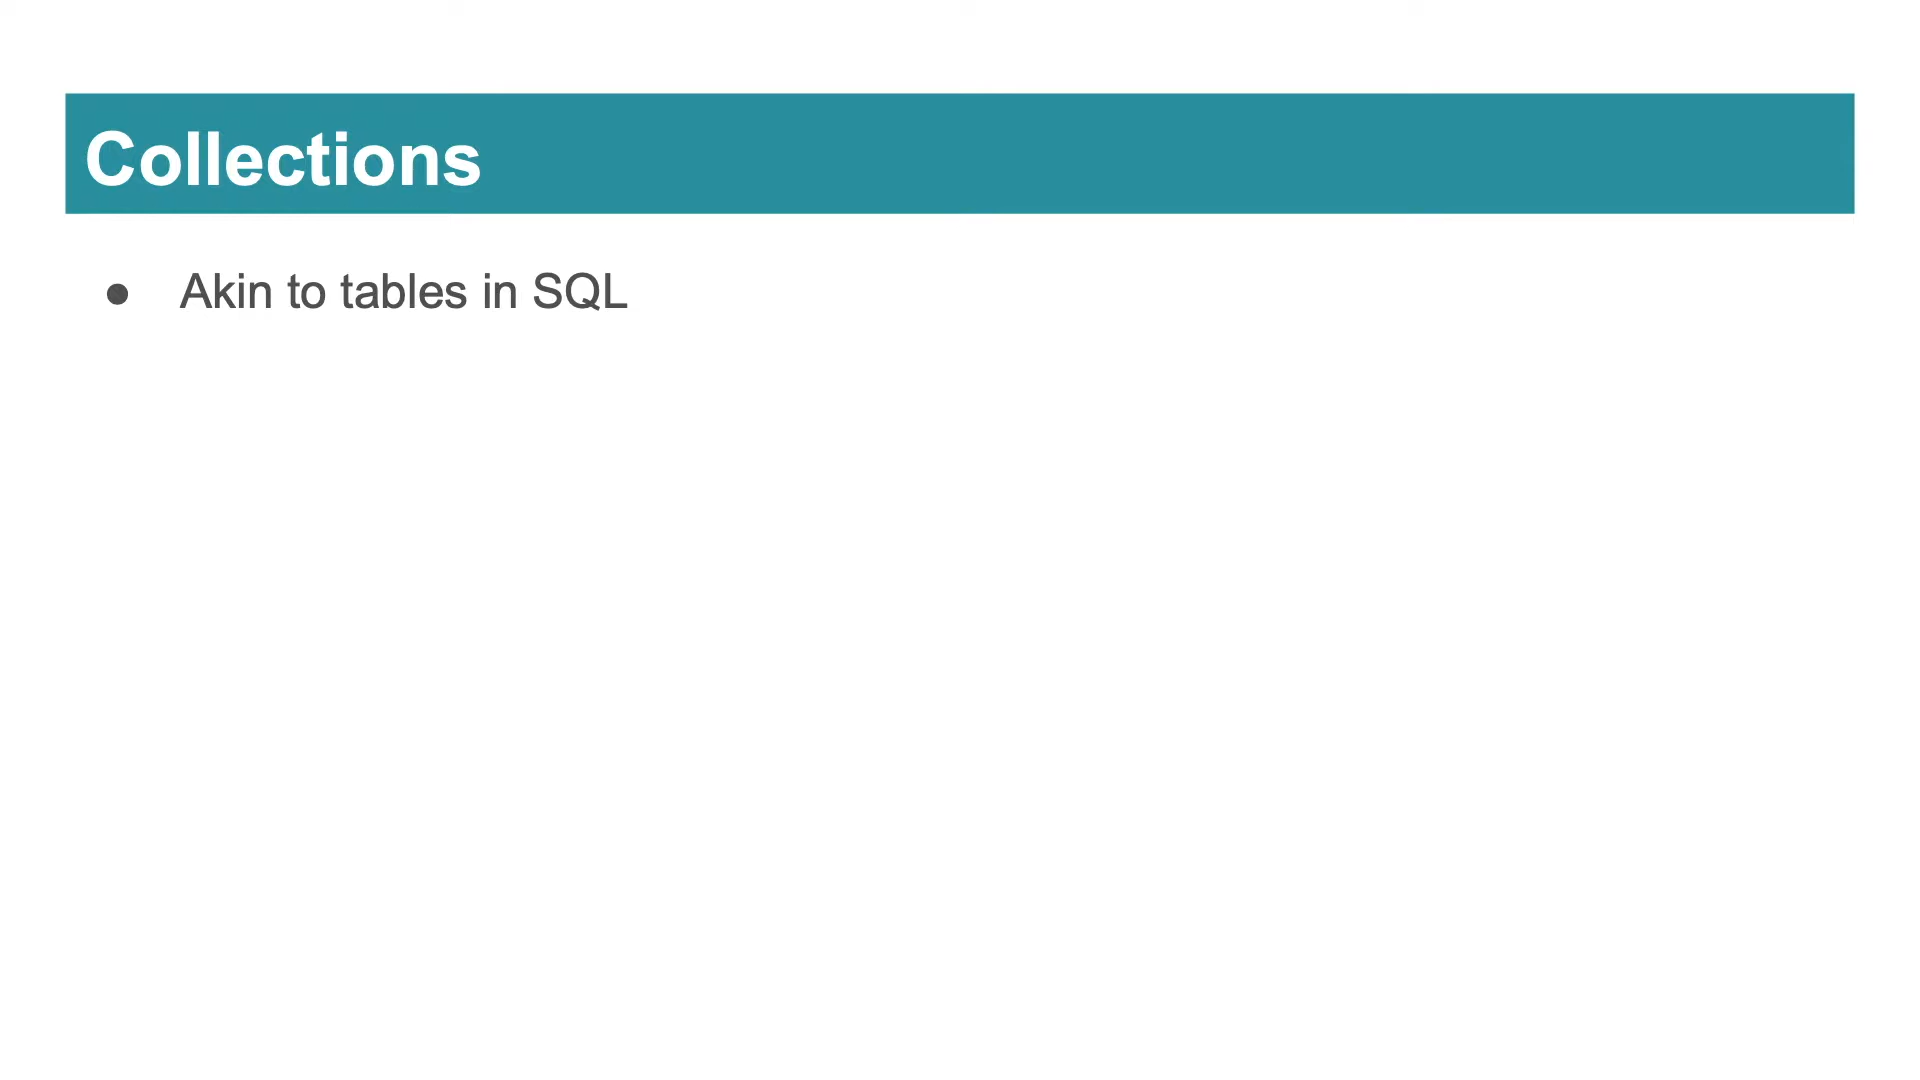 Collections
● Akin to tables in SQL